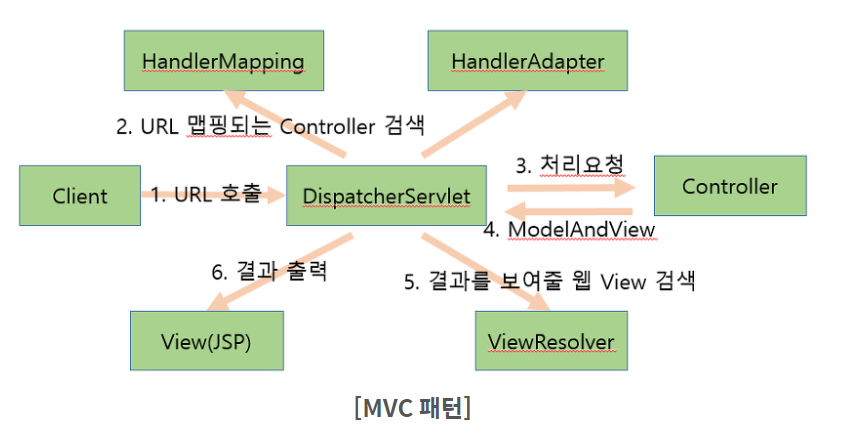 HandlerMapping
HandlerAdapter
2. URL 맵핑되는 Controller 검색
3. 처리요청
Client
1. URL 호출
DispatcherServlet
Controller
4. ModelAndView
6. 결과 출력
5. 결과를 보여줄 웹 View 검색
View(JSP)
ViewResolver
[MVC 패턴]